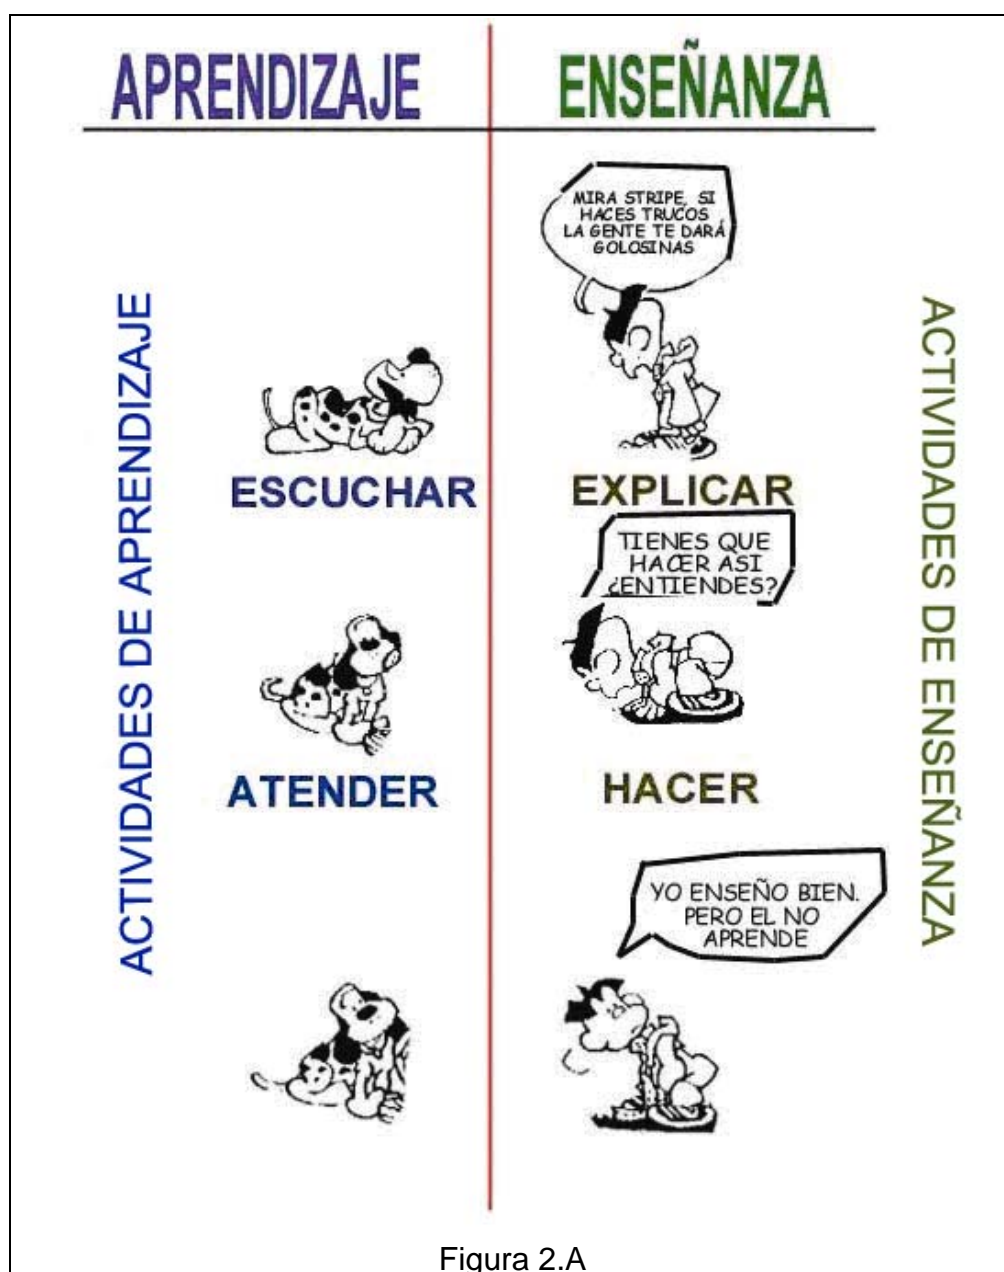 APRENDIZAJE
ENSEÑANZA
MIRA STRIPE, SI
HACES TRUCOS
LA GENTE TE DARÁ
GOLOSINAS
ACTIVIDADES DE APRENDIZAJE
ACTIVIDADES DE ENSEÑANZA
ESCUCHAR
EXPLICAR
TIENES QUE
HACER ASI
¿ENTIENDES?
ATENDER
HACER
YO ENSEÑO BIEN.
PERO EL NO
APRENDE
Figura 2.A